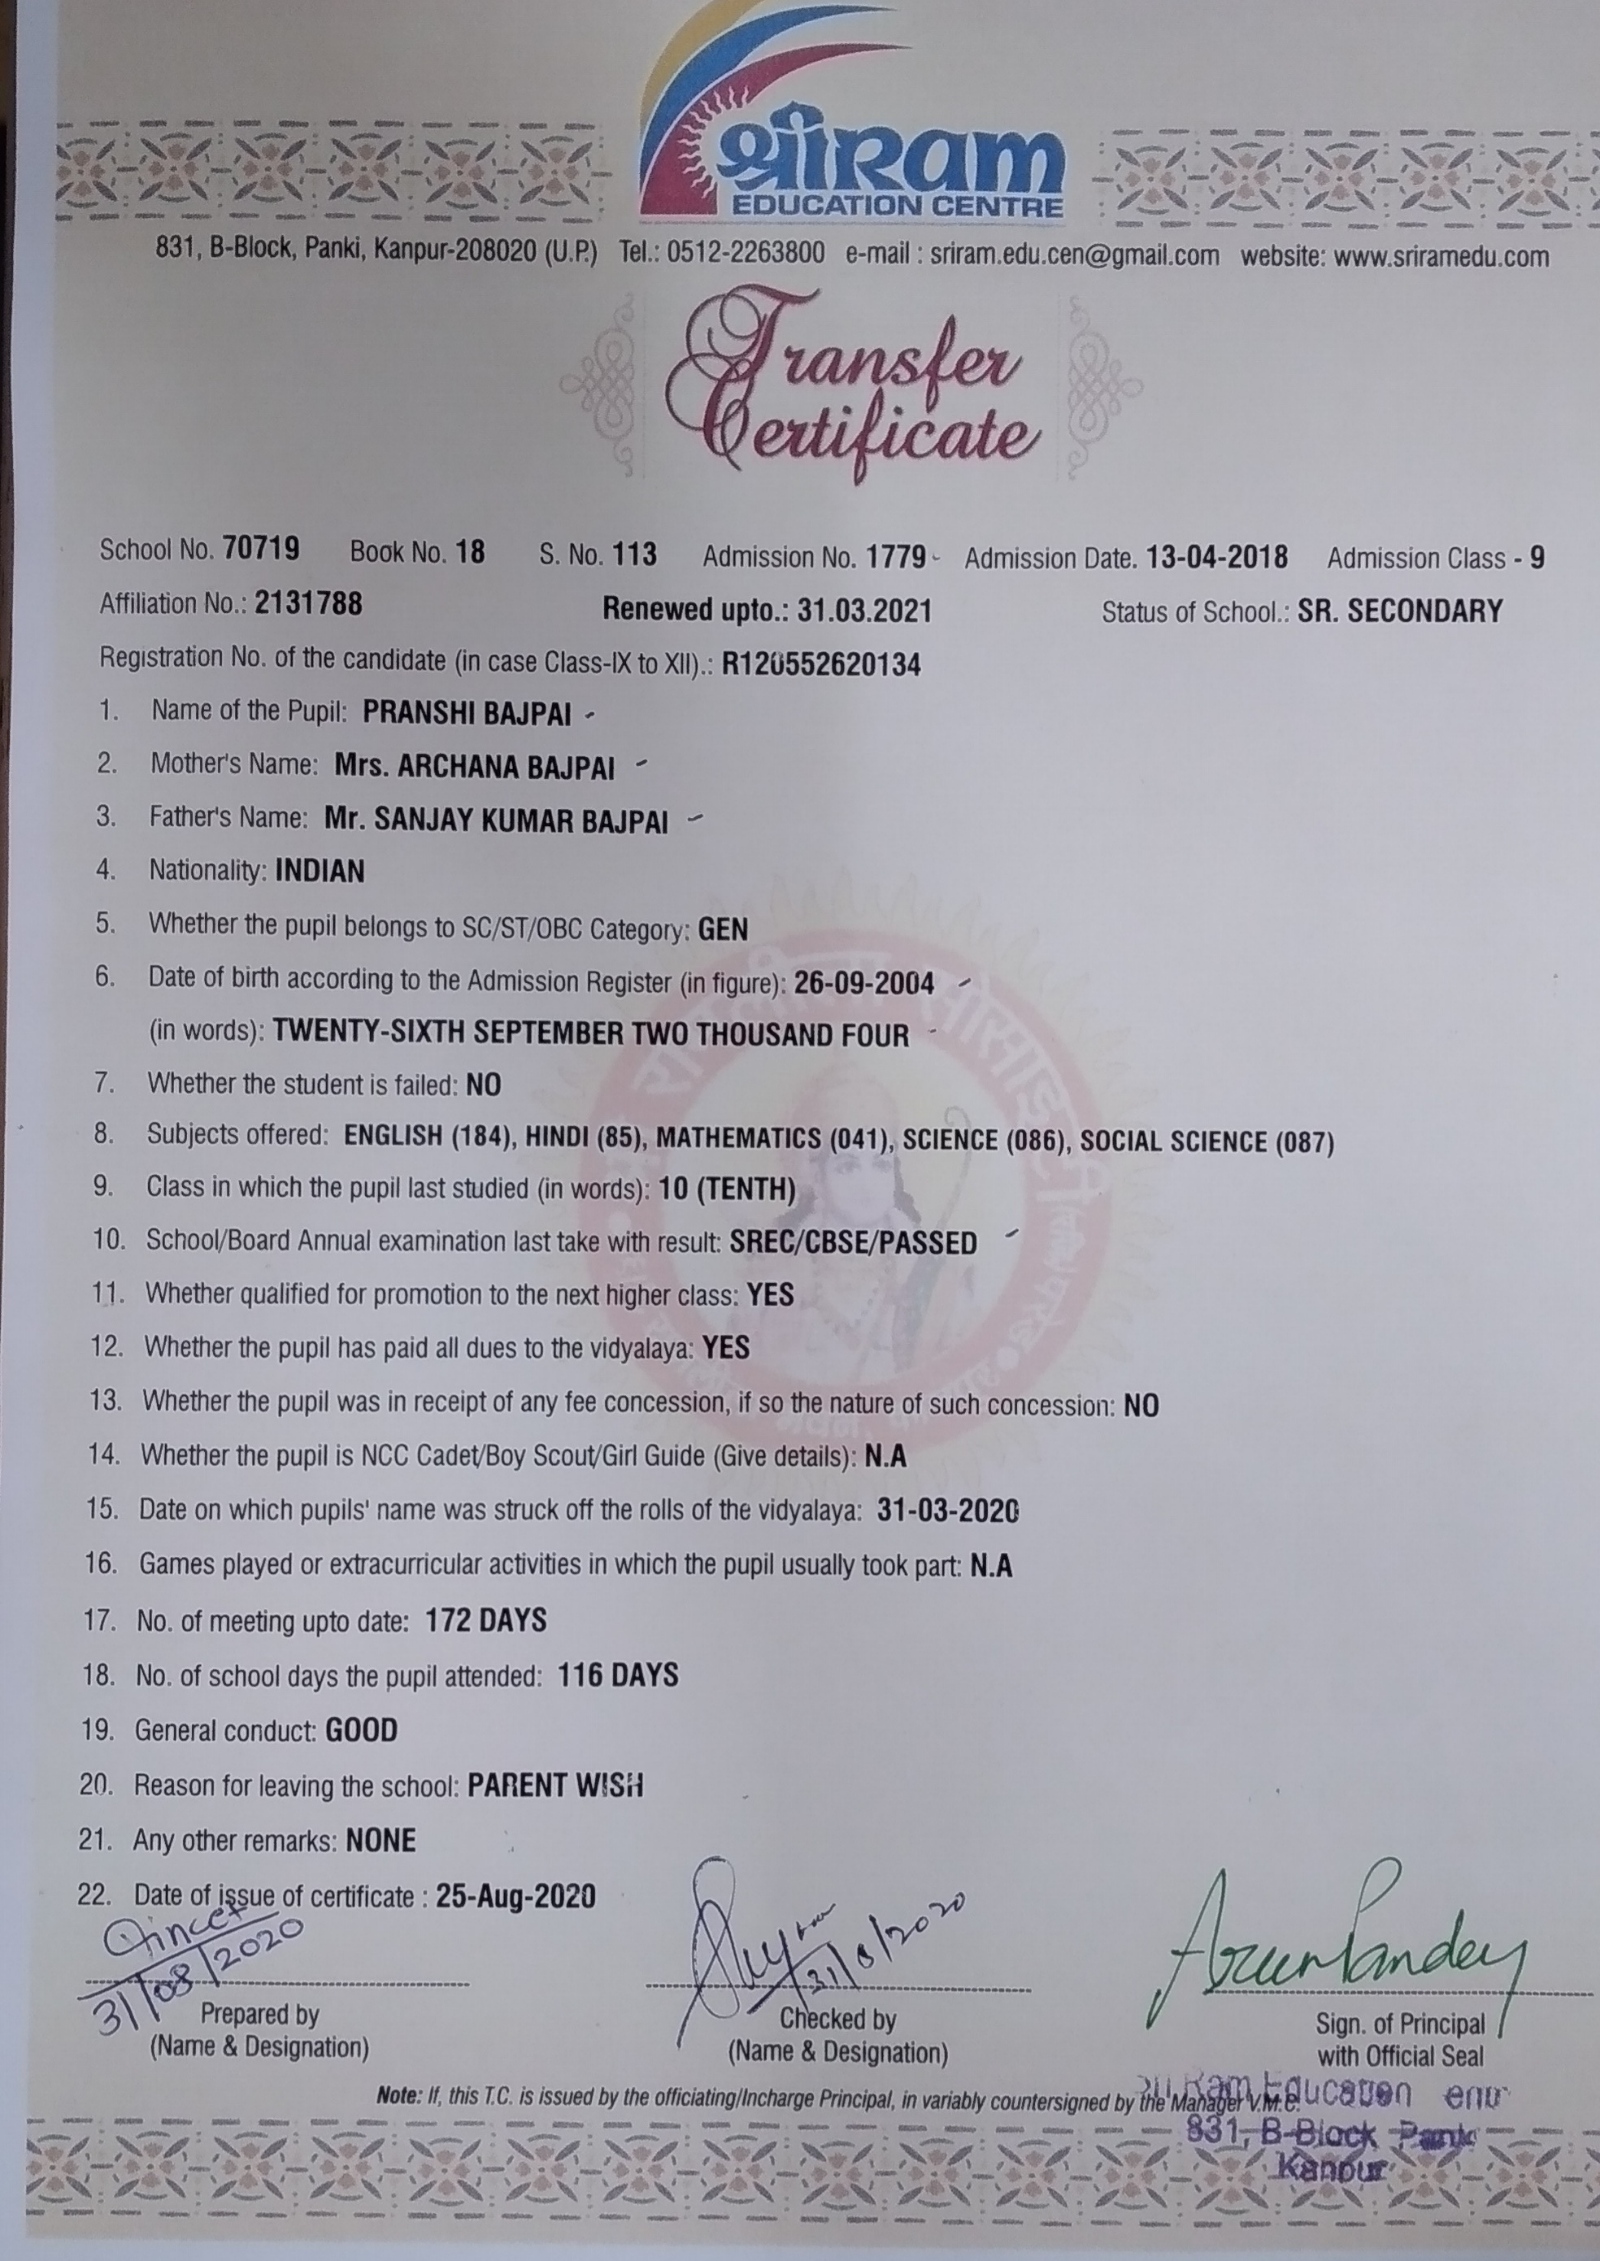 श्रीRam
EDUCATION CENTRE
831, B-Block, Panki, Kanpur-208020 (U.P.) Tel.: 0512-2263800 e-mail : sriram.edu.cen@gmail.com website: www.sriramedu.com
Transfer
Certificate
School No. 70719 Book No. 18 S. No. 113 Admission No. 1779 - Admission Date. 13-04-2018 Admission Class - 9
Affiliation No.: 2131788 Renewed upto.: 31.03.2021 Status of School.: SR. SECONDARY
Registration No. of the candidate (in case Class-IX to XII).: R120552620134
1. Name of the Pupil: PRANSHI BAJPAI
2. Mother's Name: Mrs. ARCHANA BAJPAI
3. Father's Name: Mr. SANJAY KUMAR BAJPAI
4. Nationality: INDIAN
5. Whether the pupil belongs to SC/ST/OBC Category: GEN
6. Date of birth according to the Admission Register (in figure): 26-09-2004
(in words): TWENTY-SIXTH SEPTEMBER TWO THOUSAND FOUR
7. Whether the student is failed: NO
8. Subjects offered: ENGLISH (184), HINDI (85), MATHEMATICS (041), SCIENCE (086), SOCIAL SCIENCE (087)
9. Class in which the pupil last studied (in words): 10 (TENTH)
10. School/Board Annual examination last take with result: SREC/CBSE/PASSED
11. Whether qualified for promotion to the next higher class: YES
12. Whether the pupil has paid all dues to the vidyalaya: YES
13. Whether the pupil was in receipt of any fee concession, if so the nature of such concession: NO
14. Whether the pupil is NCC Cadet/Boy Scout/Girl Guide (Give details): N.A
15. Date on which pupils' name was struck off the rolls of the vidyalaya: 31-03-2020
16. Games played or extracurricular activities in which the pupil usually took part: N.A
17. No. of meeting upto date: 172 DAYS
18. No. of school days the pupil attended: 116 DAYS
19. General conduct: GOOD
20. Reason for leaving the school: PARENT WISH
21. Any other remarks: NONE
22. Date of issue of certificate : 25-Aug-2020
31/08/2020 31/8/2020 Arun Pandey
Prepared by Checked by Sign. of Principal
(Name & Designation) (Name & Designation) with Official Seal
Note: If, this T.C. is issued by the officiating/Incharge Principal, in variably countersigned by the Manager V.M.C.
Ram Education
831, B-Block Panki
Kanpur